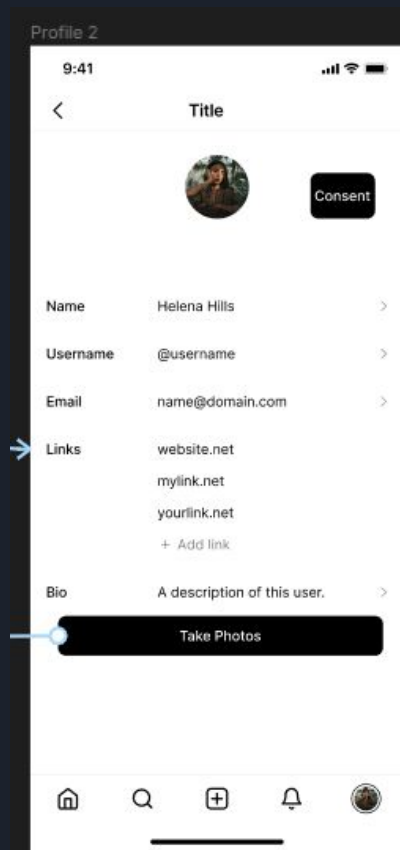 Profile 2
9:41
Title
Consent
Name Helena Hills
Username @username
Email name@domain.com
Links website.net
mylink.net
yourlink.net
+ Add link
Bio A description of this user.
Take Photos